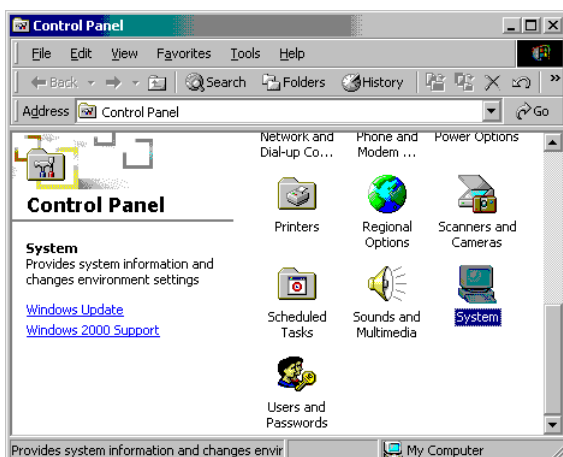 Control Panel
File Edit View Favorites Tools Help
Back Search Folders History »
Address Control Panel Go
Network and Phone and Power Options
Dial-up Co... Modem ...
Control Panel
System
Provides system information and
changes environment settings
Windows Update
Windows 2000 Support
Printers Regional Scanners and
Options Cameras
Scheduled Sounds and System
Tasks Multimedia
Users and
Passwords
Provides system information and changes envir My Computer